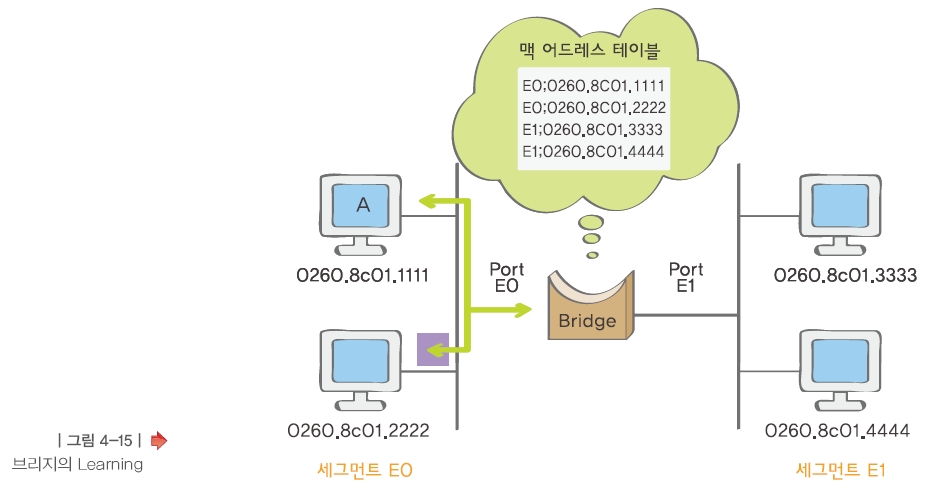 맥 어드레스 테이블
E0;0260.8C01.1111
E0;0260.8C01.2222
E1;0260.8C01.3333
E1;0260.8C01.4444
A
0260.8c01.1111
Port
E0
Bridge
Port
E1
0260.8c01.3333
0260.8c01.2222
0260.8c01.4444
| 그림 4-15 |
브리지의 Learning
세그먼트 E0
세그먼트 E1